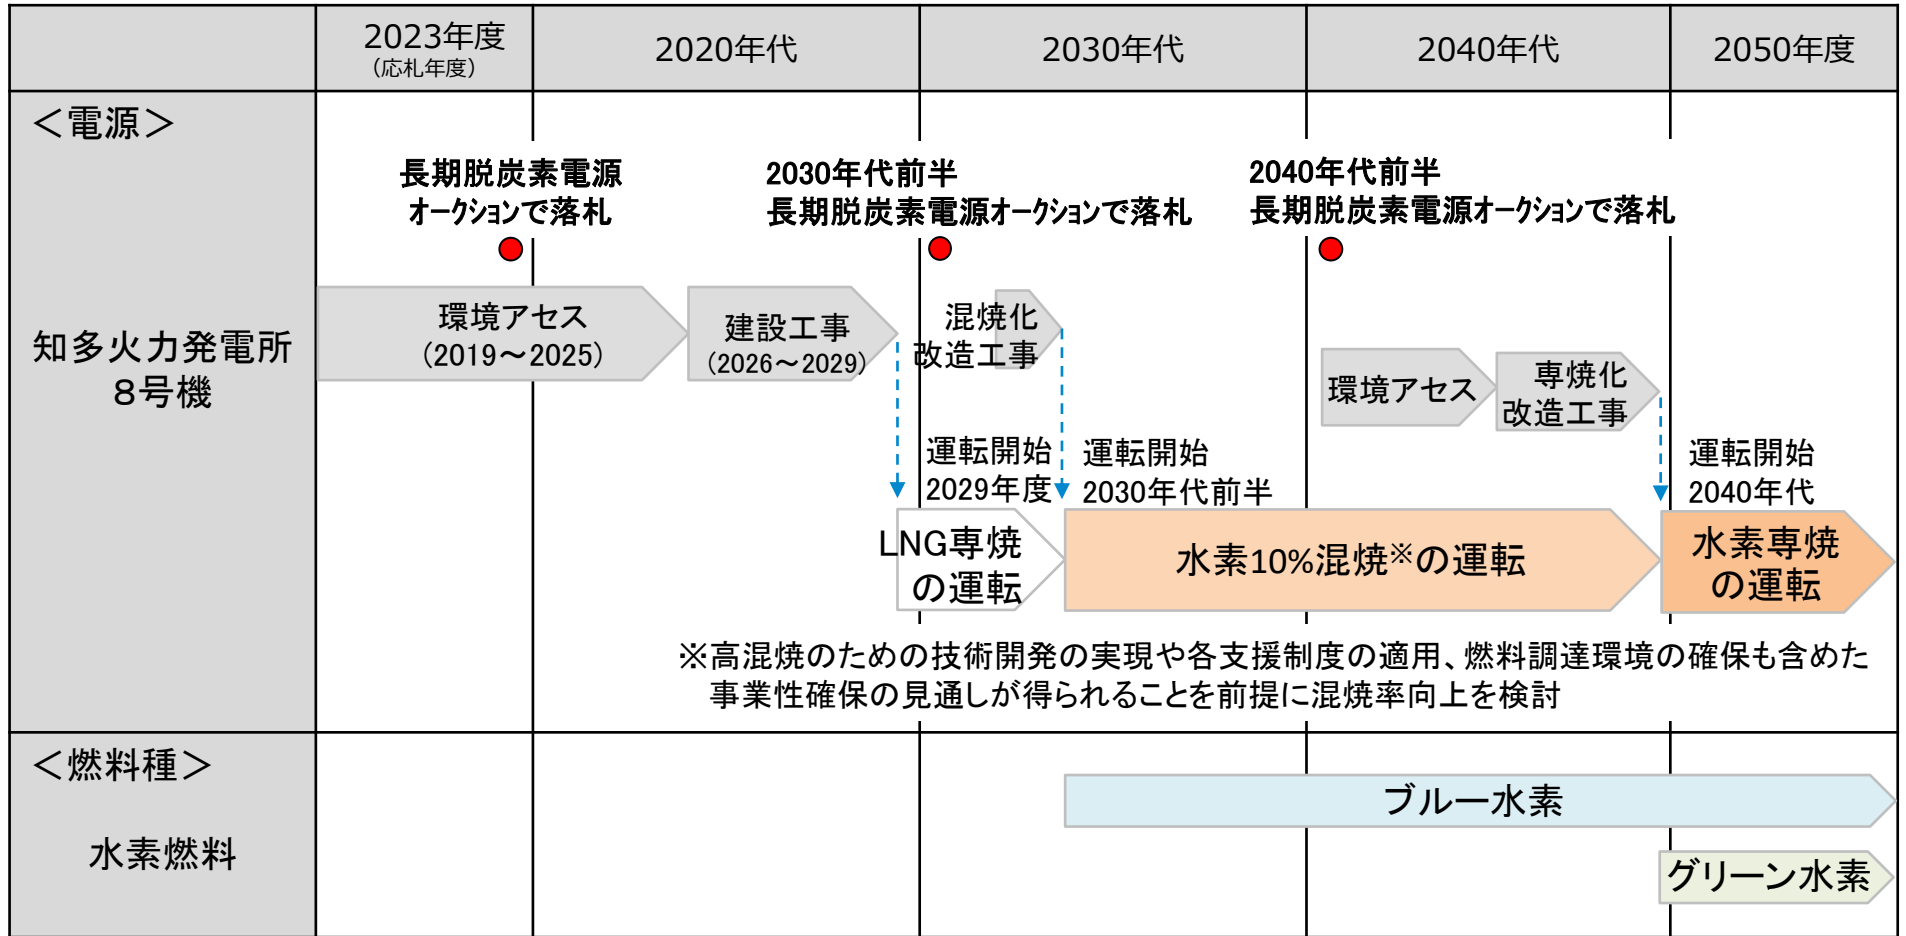 2023年度
（応札年度）
2020年代
2030年代
2040年代
2050年度
＜電源＞
知多火力発電所
８号機
長期脱炭素電源
オークションで落札
2030年代前半
長期脱炭素電源オークションで落札
2040年代前半
長期脱炭素電源オークションで落札
環境アセス
（2019～2025）
建設工事
（2026～2029）
混焼化
改造工事
環境アセス
専焼化
改造工事
運転開始
2029年度
運転開始
2030年代前半
運転開始
2040年代
LNG専焼
の運転
水素10%混焼※の運転
水素専焼
の運転
※高混焼のための技術開発の実現や各支援制度の適用、燃料調達環境の確保も含めた
事業性確保の見通しが得られることを前提に混焼率向上を検討
＜燃料種＞
水素燃料
ブルー水素
グリーン水素